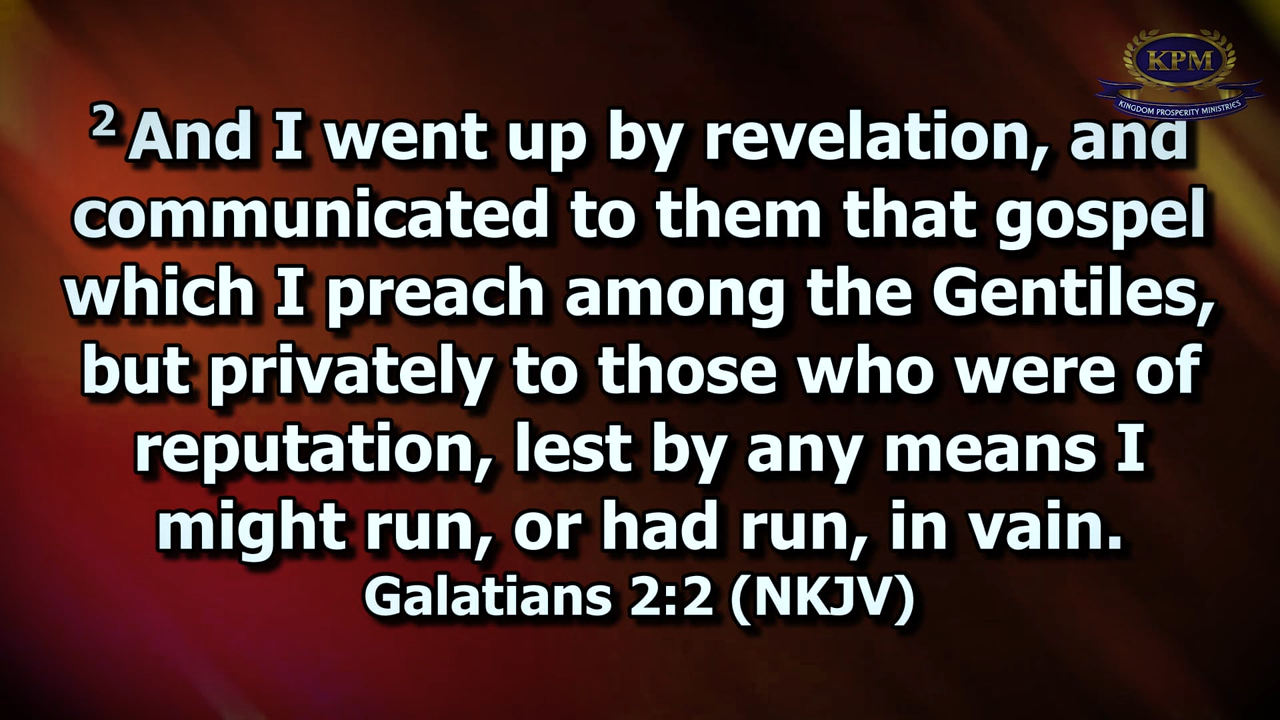 KPM
KINGDOM PROSPERITY MINISTRIES
2 And I went up by revelation, and
communicated to them that gospel
which I preach among the Gentiles,
but privately to those who were of
reputation, lest by any means I
might run, or had run, in vain.
Galatians 2:2 (NKJV)